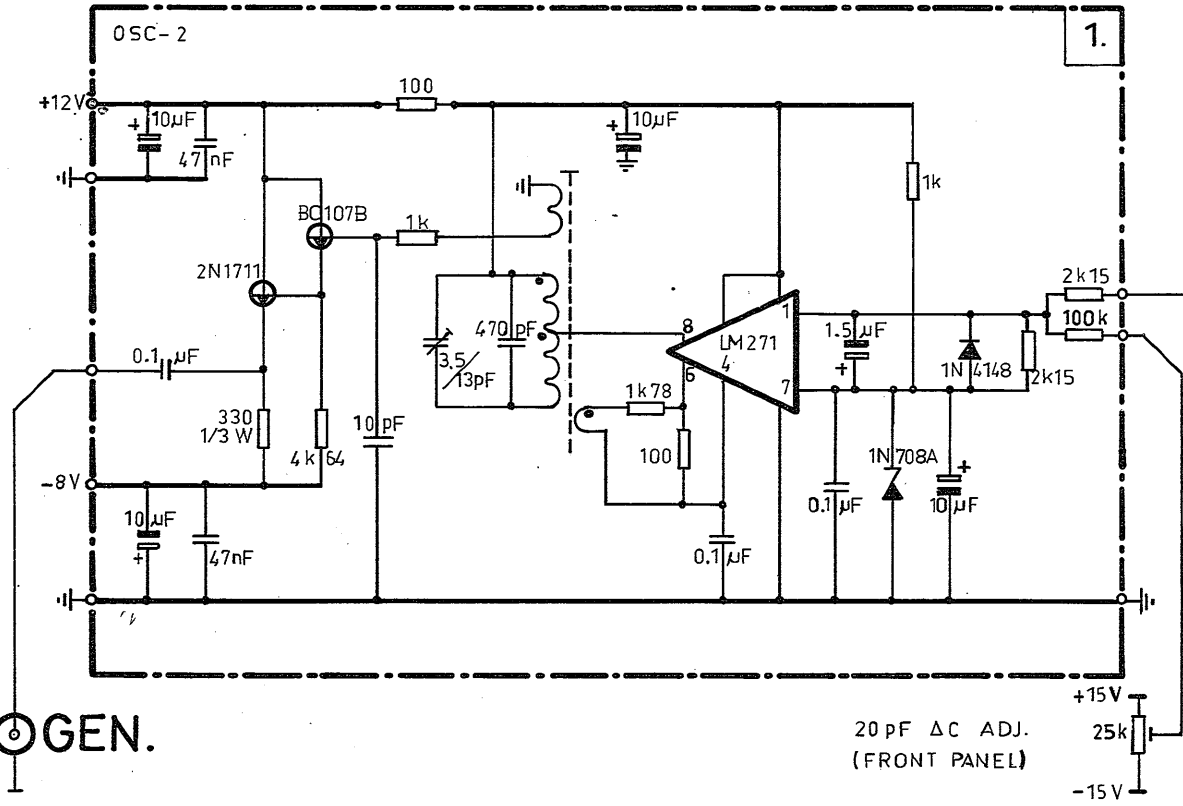 OSC-2
1.
+12V
100
10µF
+
47nF
10µF
+
1k
BC107B
1k
2N1711
2k15
100k
470pF
3.5/13pF
8
LM271
1
4
6
7
1.5µF
+
1N4148
2k15
0.1µF
330
1/3 W
4k64
10pF
1k78
100
1N708A
0.1µF
10µF
+
-8V
10µF
+
47nF
0.1µF
GEN.
20pF ΔC ADJ.
(FRONT PANEL)
+15V
25k
-15V